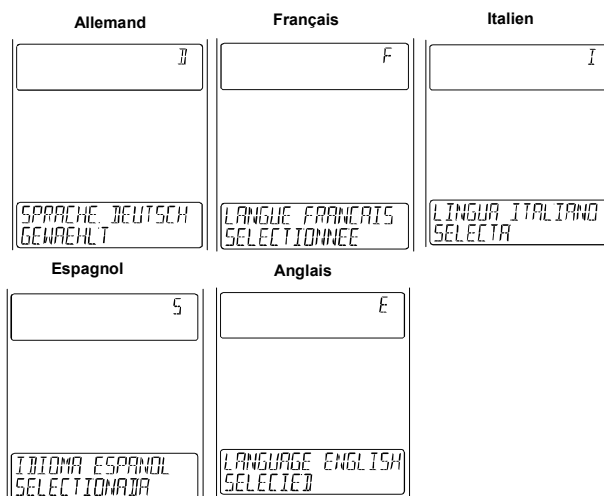 Allemand
Français
Italien
D
F
I
SPRACHE. DEUTSCH
GEWAEHLT
LANGUE FRANCAIS
SELECTIONNEE
LINGUA ITALIANO
SELECTA
Espagnol
Anglais
S
E
IDIOMA ESPANOL
SELECTIONADA
LANGUAGE ENGLISH
SELECIED